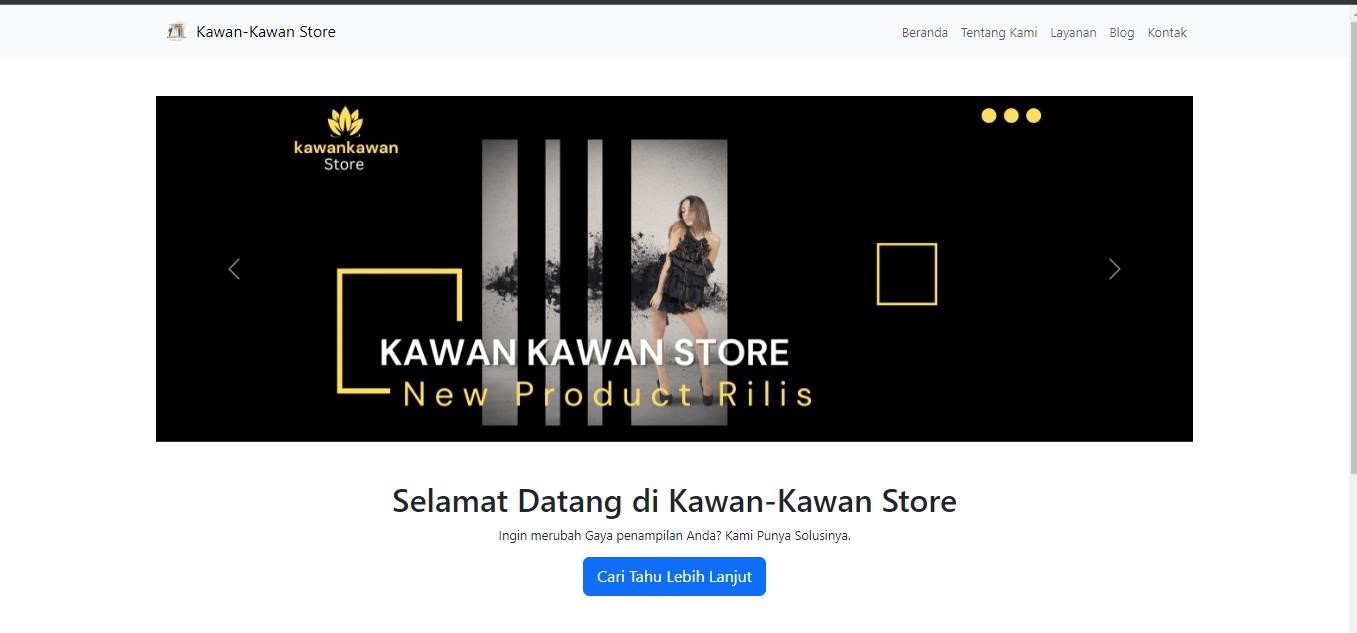 Kawan-Kawan Store
Beranda Tentang Kami Layanan Blog Kontak
kawankawan
Store
KAWAN KAWAN STORE
New Product Rilis
Selamat Datang di Kawan-Kawan Store
Ingin merubah Gaya penampilan Anda? Kami Punya Solusinya.
Cari Tahu Lebih Lanjut